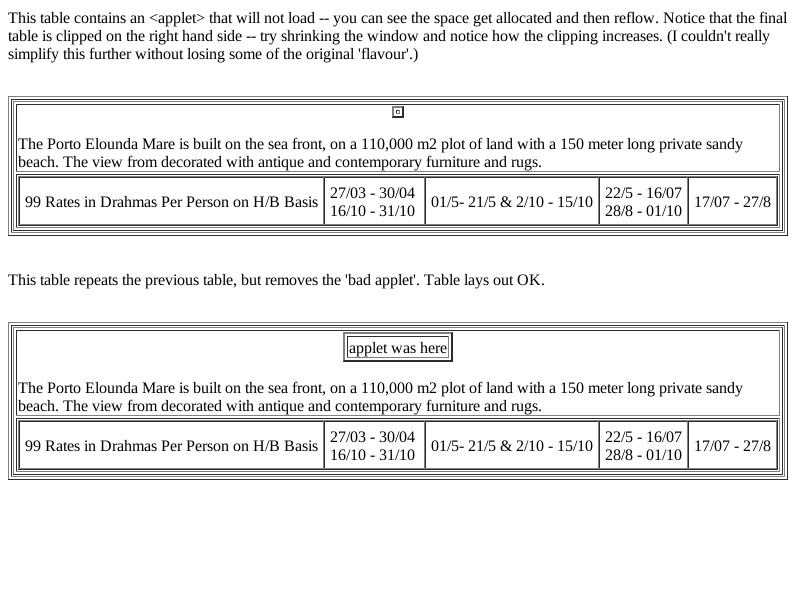 This table contains an <applet> that will not load -- you can see the space get allocated and then reflow. Notice that the final
table is clipped on the right hand side -- try shrinking the window and notice how the clipping increases. (I couldn't really
simplify this further without losing some of the original 'flavour'.)
The Porto Elounda Mare is built on the sea front, on a 110,000 m2 plot of land with a 150 meter long private sandy
beach. The view from decorated with antique and contemporary furniture and rugs.
99 Rates in Drahmas Per Person on H/B Basis
27/03 - 30/04
16/10 - 31/10
01/5- 21/5 & 2/10 - 15/10
22/5 - 16/07
28/8 - 01/10
17/07 - 27/8
This table repeats the previous table, but removes the 'bad applet'. Table lays out OK.
applet was here
The Porto Elounda Mare is built on the sea front, on a 110,000 m2 plot of land with a 150 meter long private sandy
beach. The view from decorated with antique and contemporary furniture and rugs.
99 Rates in Drahmas Per Person on H/B Basis
27/03 - 30/04
16/10 - 31/10
01/5- 21/5 & 2/10 - 15/10
22/5 - 16/07
28/8 - 01/10
17/07 - 27/8